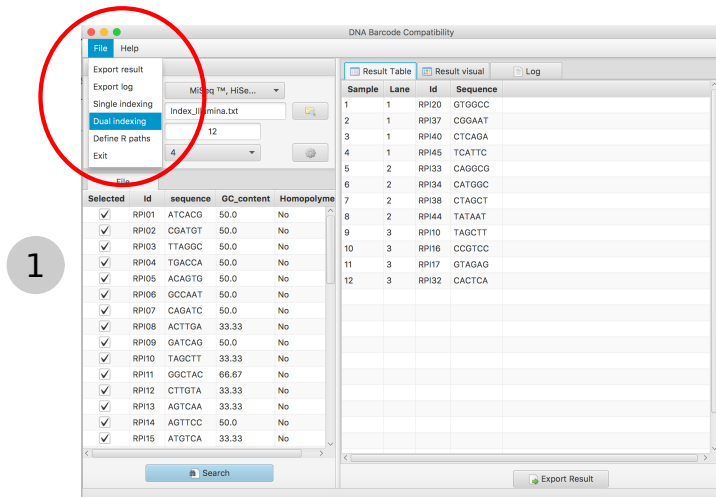 DNA Barcode Compatibility
File Help
Export result
Export log
Single indexing
Dual indexing
Define R paths
Exit
MiSeq ™, HiSe...
Index_Illumina.txt
12
4
File
Selected Id sequence GC_content Homopolyme
RPI01 ATCACG 50.0 No
RPI02 CGATGT 50.0 No
RPI03 TTAGGC 50.0 No
RPI04 TGACCA 50.0 No
RPI05 ACAGTG 50.0 No
RPI06 GCCAAT 50.0 No
RPI07 CAGATC 50.0 No
RPI08 ACTTGA 33.33 No
RPI09 GATCAG 50.0 No
RPI10 TAGCTT 33.33 No
RPI11 GGCTAC 66.67 No
RPI12 CTTGTA 33.33 No
RPI13 AGTCAA 33.33 No
RPI14 AGTTCC 50.0 No
RPI15 ATGTCA 33.33 No
Search
Result Table Result visual Log
Sample Lane Id Sequence
1 1 RPI20 GTGGCC
2 1 RPI37 CGGAAT
3 1 RPI40 CTCAGA
4 1 RPI45 TCATTC
5 2 RPI33 CAGGCG
6 2 RPI34 CATGGC
7 2 RPI38 CTAGCT
8 2 RPI44 TATAAT
9 3 RPI10 TAGCTT
10 3 RPI16 CCGTCC
11 3 RPI17 GTAGAG
12 3 RPI32 CACTCA
Export Result
1